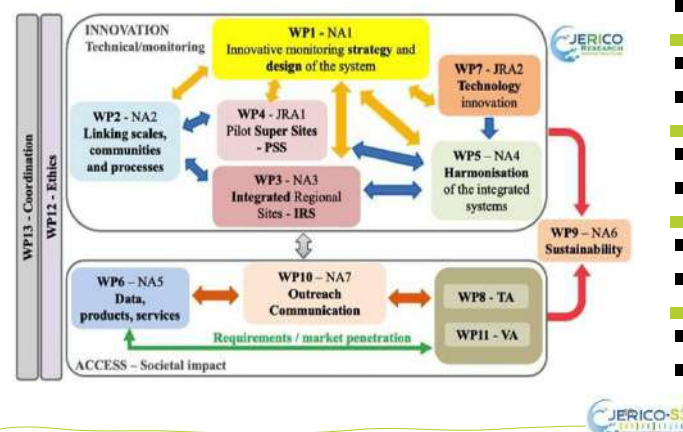 INNOVATION
Technical/monitoring
WP1 - NA1
Innovative monitoring strategy and
design of the system
JERICO
RESEARCH
WP7 - JRA2
Technology
innovation
WP2 - NA2
Linking scales,
communities
and processes
WP4 - JRA1
Pilot Super Sites
- PSS
WP3 - NA3
Integrated Regional
Sites - IRS
WP5 – NA4
Harmonisation
of the integrated
systems
WP13 - Coordination
WP12 - Ethics
WP9 – NA6
Sustainability
WP6 – NA5
Data,
products, services
WP10 – NA7
Outreach
Communication
WP8 - TA
WP11 - VA
Requirements / market penetration
ACCESS – Societal impact
JERICO-S3